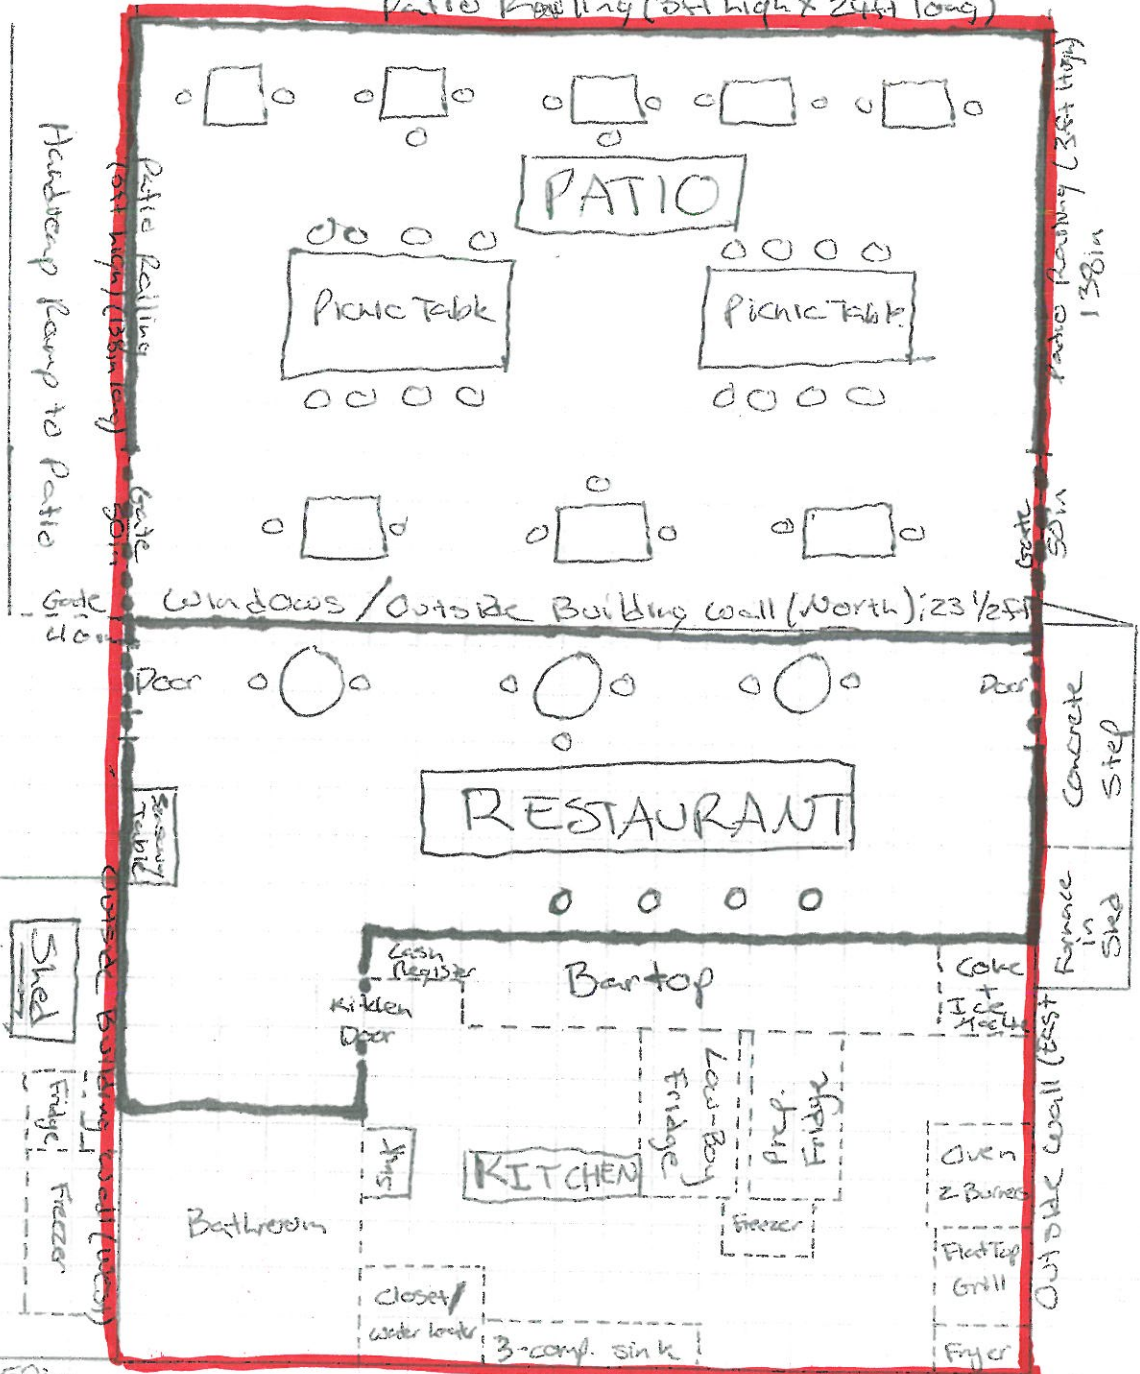 Patio Railing (3ft high x 24ft long)
Patio Railing (3ft High)
138in
Handicap Ramp to Patio
Patio Railing
(3ft high) (138in long)
PATIO
Picnic Table
Picnic Table
Gate
50in
Gate
50in
Gate
40in
Windows / Outside Building Wall (North); 23 1/2ft
Door
Door
Concrete
Step
RESTAURANT
Table
Furnace
in
Shed
Shed
Outside Building Wall (West)
Cash
Register
Bartop
Coke
+
Ice
Kitchen
Door
Low-Boy
Fridge
Prep.
Fridge
Outside Wall (East
Fridge
Freezer
Sink
KITCHEN
Oven
2 Burner
Freezer
Bathroom
Flat Top
Grill
Closet/
water heater
3-comp. sink
Fryer